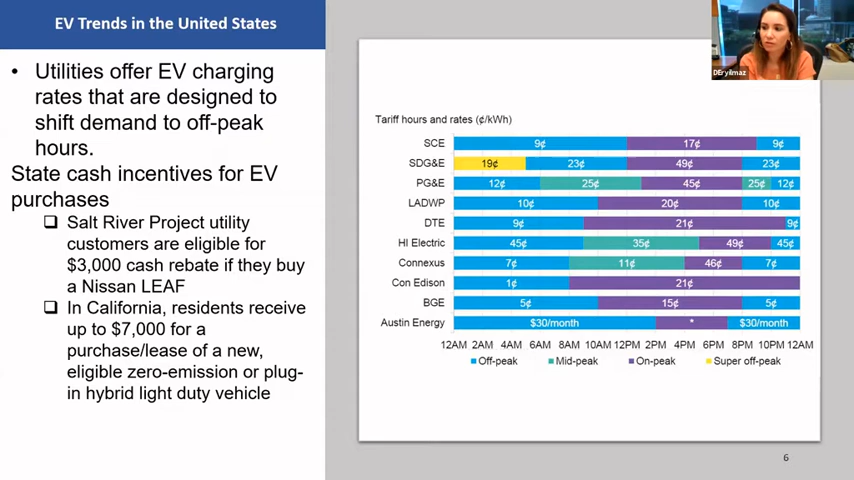 EV Trends in the United States
• Utilities offer EV charging
rates that are designed to
shift demand to off-peak
hours.
State cash incentives for EV
purchases
❑ Salt River Project utility
customers are eligible for
$3,000 cash rebate if they buy
a Nissan LEAF
❑ In California, residents receive
up to $7,000 for a
purchase/lease of a new,
eligible zero-emission or plug-
in hybrid light duty vehicle
DEryilmaz
Tariff hours and rates (¢/kWh)
SCE 9¢ 17¢ 9¢
SDG&E 19¢ 23¢ 49¢ 23¢
PG&E 12¢ 25¢ 45¢ 25¢ 12¢
LADWP 10¢ 20¢ 10¢
DTE 9¢ 21¢ 9¢
HI Electric 45¢ 35¢ 49¢ 45¢
Connexus 7¢ 11¢ 46¢ 7¢
Con Edison 1¢ 21¢
BGE 5¢ 15¢ 5¢
Austin Energy $30/month * $30/month
12AM 2AM 4AM 6AM 8AM 10AM 12PM 2PM 4PM 6PM 8PM 10PM 12AM
Off-peak Mid-peak On-peak Super off-peak
6